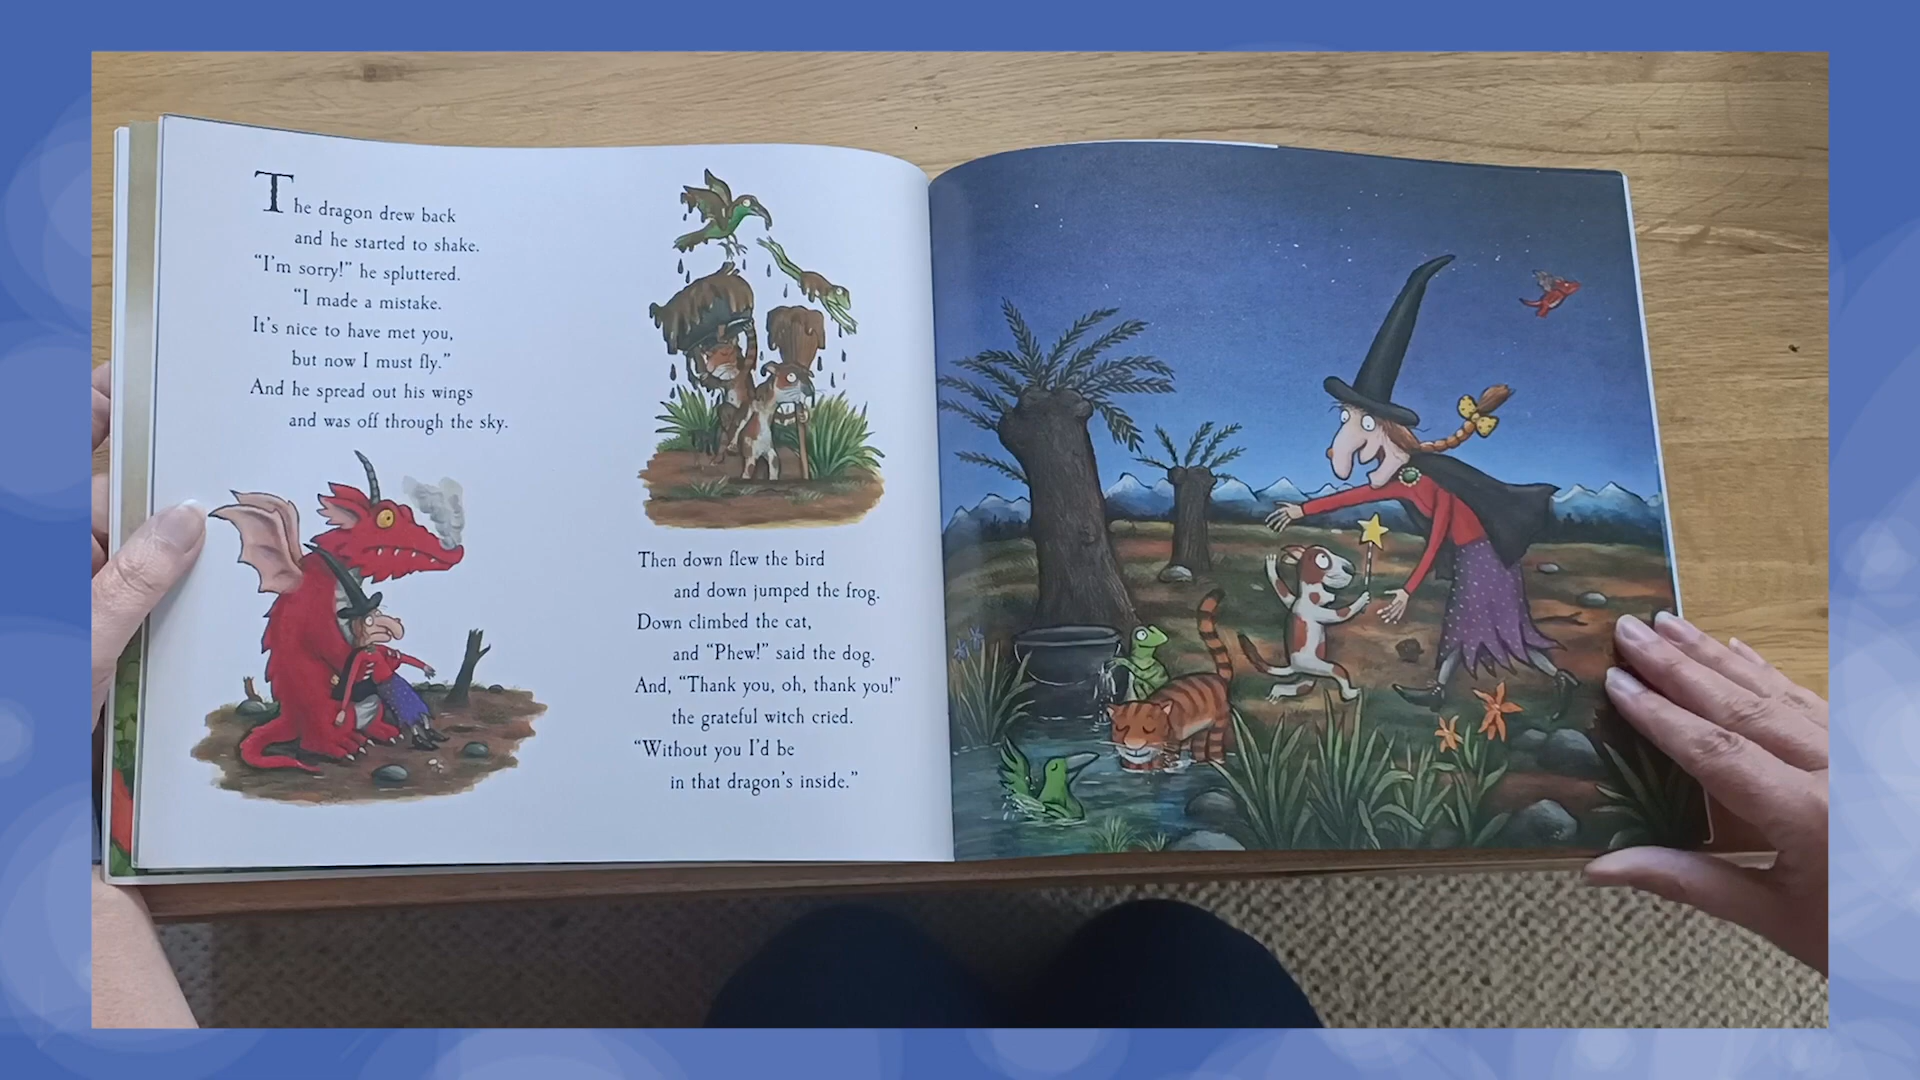 The dragon drew back
and he started to shake.
“I’m sorry!” he spluttered.
“I made a mistake.
It’s nice to have met you,
but now I must fly.”
And he spread out his wings
and was off through the sky.
Then down flew the bird
and down jumped the frog.
Down climbed the cat,
and “Phew!” said the dog.
And, “Thank you, oh, thank you!”
the grateful witch cried.
“Without you I’d be
in that dragon’s inside.”